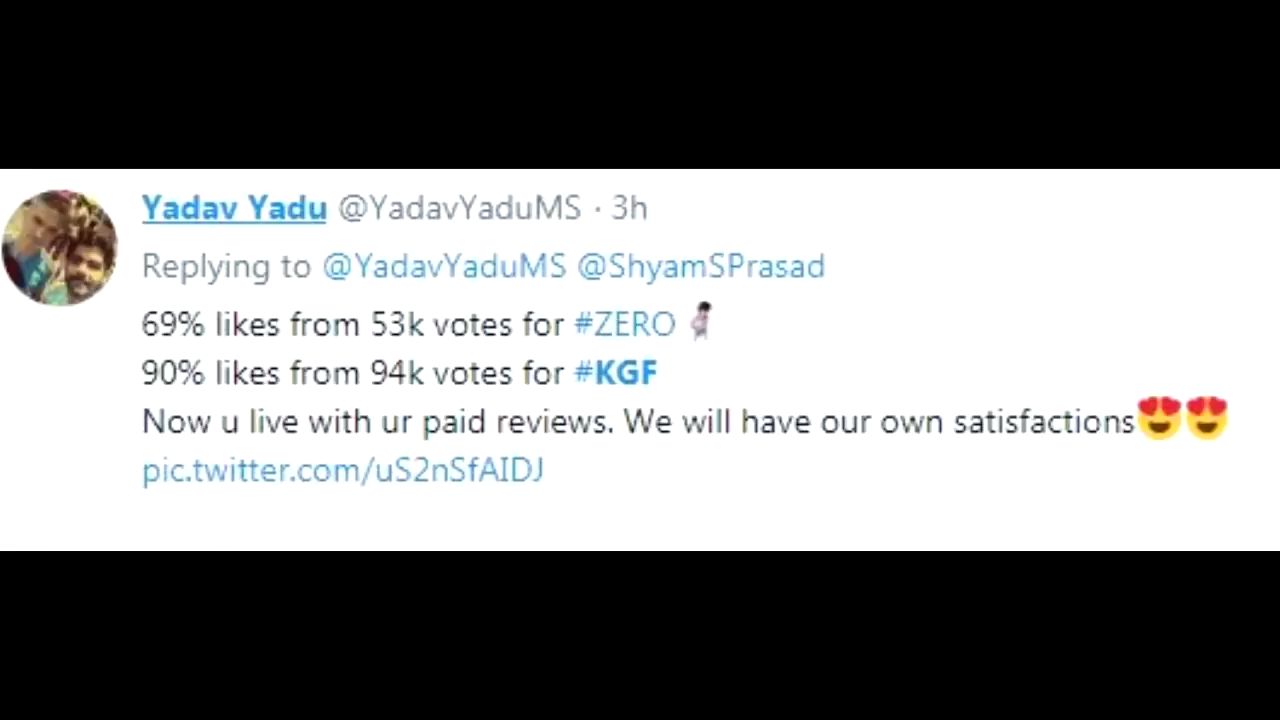 Yadav Yadu @YadavYaduMS · 3h
Replying to @YadavYaduMS @ShyamSPrasad
69% likes from 53k votes for #ZERO
90% likes from 94k votes for #KGF
Now u live with ur paid reviews. We will have our own satisfactions😍😍
pic.twitter.com/uS2nSfAIDJ